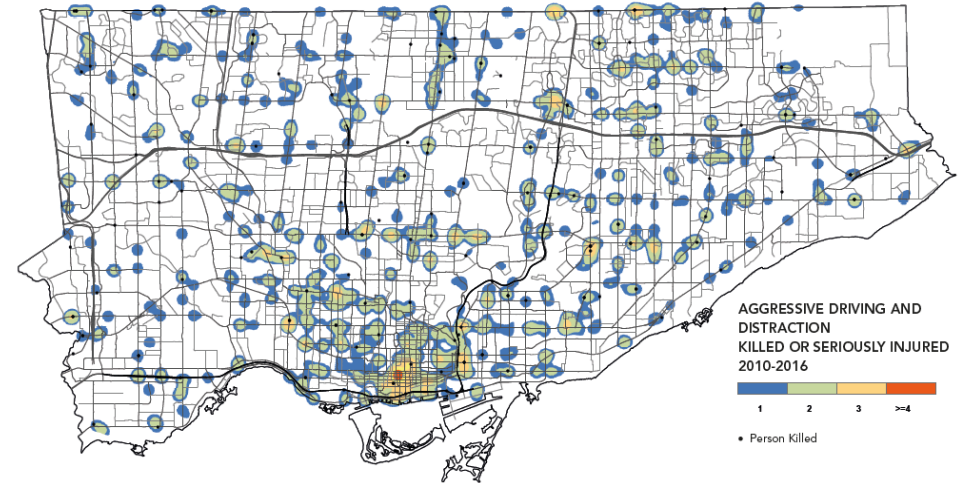 AGGRESSIVE DRIVING AND
DISTRACTION
KILLED OR SERIOUSLY INJURED
2010-2016
1 2 3 >=4
• Person Killed